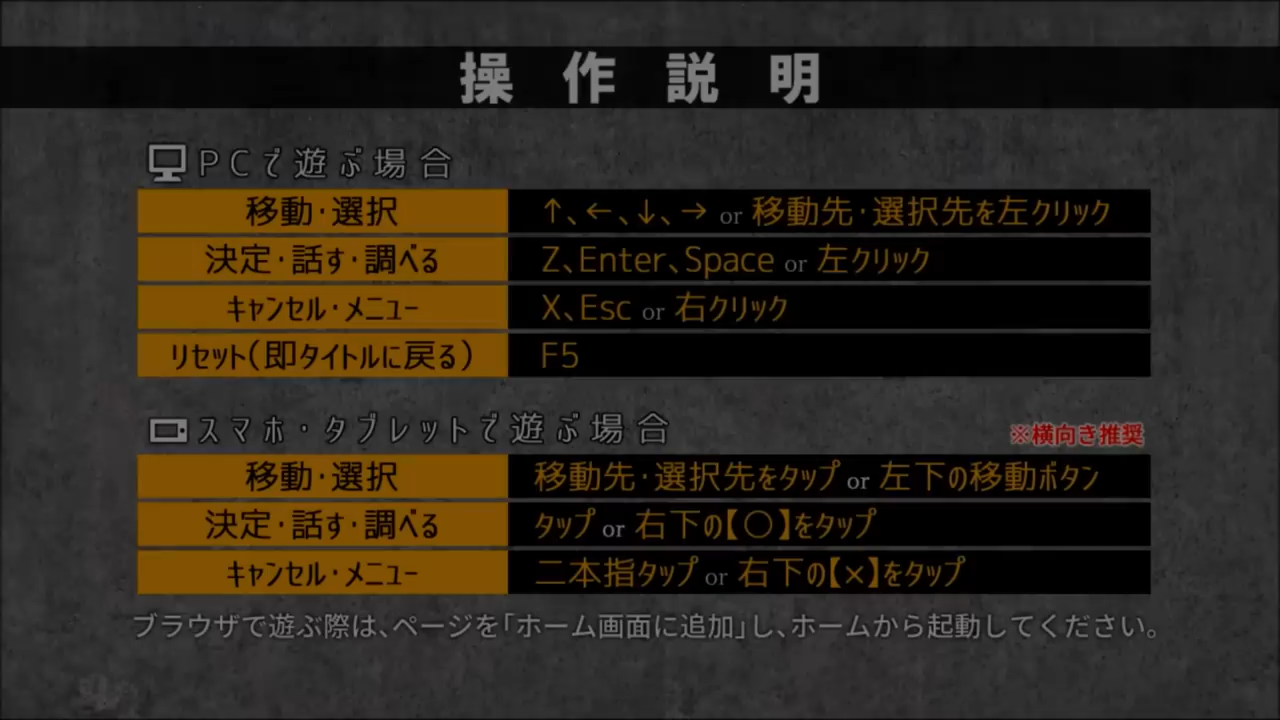 操作説明
PCで遊ぶ場合
移動・選択 ↑、←、↓、→ or 移動先・選択先を左クリック
決定・話す・調べる Z、Enter、Space or 左クリック
キャンセル・メニュー X、Esc or 右クリック
リセット(即タイトルに戻る) F5
スマホ・タブレットで遊ぶ場合 ※横向き推奨
移動・選択 移動先・選択先をタップ or 左下の移動ボタン
決定・話す・調べる タップ or 右下の【○】をタップ
キャンセル・メニュー 二本指タップ or 右下の【×】をタップ
ブラウザで遊ぶ際は、ページを「ホーム画面に追加」し、ホームから起動してください。